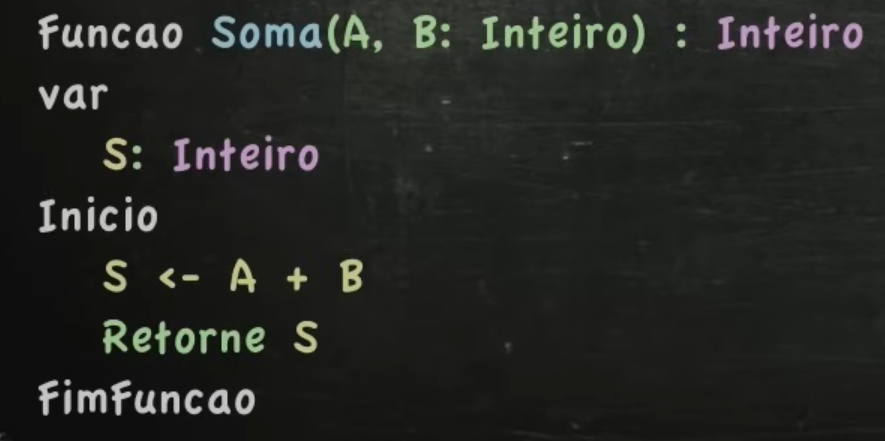 Funcao Soma(A, B: Inteiro) : Inteiro
var
S: Inteiro
Inicio
S <- A + B
Retorne S
FimFuncao